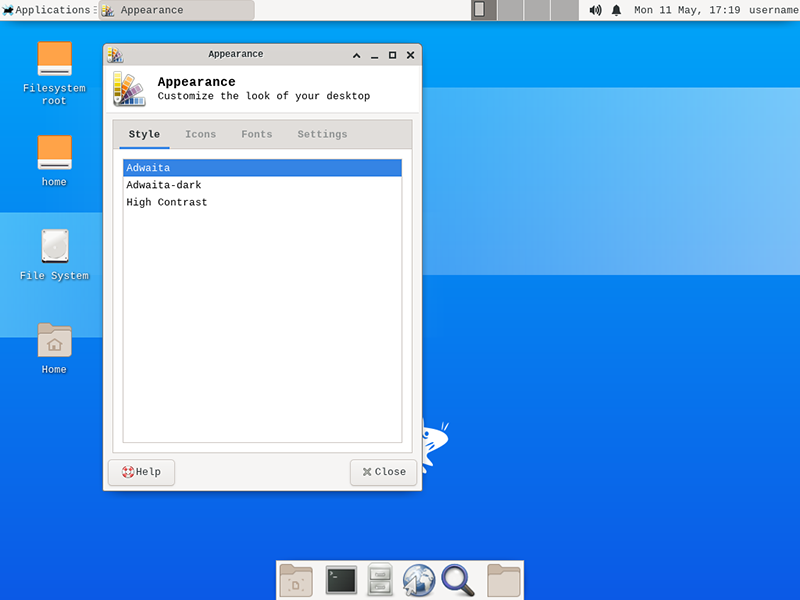 Applications
Appearance
Mon 11 May, 17:19
username
Filesystem
root
home
File System
Home
Appearance
Appearance
Customize the look of your desktop
Style
Icons
Fonts
Settings
Adwaita
Adwaita-dark
High Contrast
Help
Close